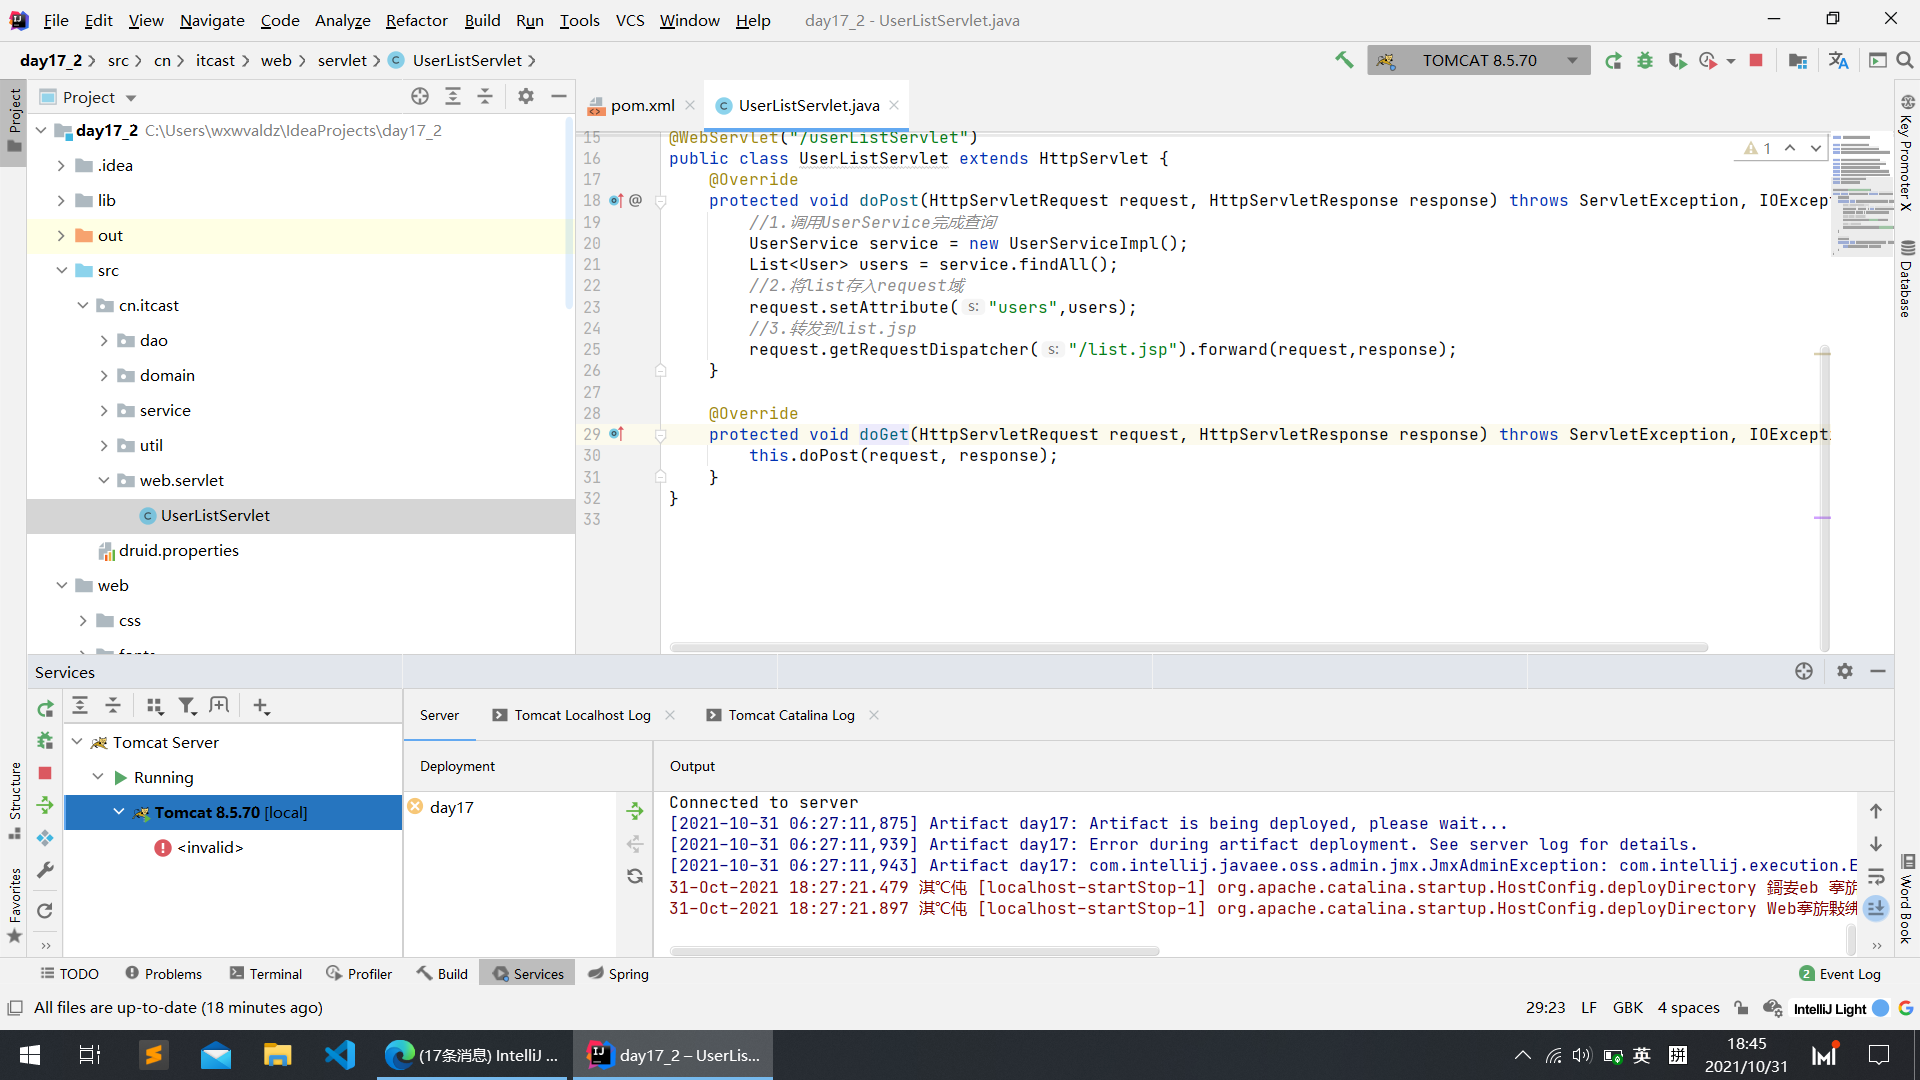 File Edit View Navigate Code Analyze Refactor Build Run Tools VCS Window Help day17_2 - UserListServlet.java
day17_2 src cn itcast web servlet UserListServlet
TOMCAT 8.5.70
Project
Project
day17_2 C:\Users\wxwvaldz\IdeaProjects\day17_2
.idea
lib
out
src
cn.itcast
dao
domain
service
util
web.servlet
UserListServlet
druid.properties
web
css
pom.xml
UserListServlet.java
1
15 @WebServlet("/userListServlet")
16 public class UserListServlet extends HttpServlet {
17 @Override
18 @ protected void doPost(HttpServletRequest request, HttpServletResponse response) throws ServletException, IOExcep
19 //1.调用UserService完成查询
20 UserService service = new UserServiceImpl();
21 List<User> users = service.findAll();
22 //2.将list存入request域
23 request.setAttribute( s: "users",users);
24 //3.转发到list.jsp
25 request.getRequestDispatcher( s: "/list.jsp").forward(request,response);
26 }
27
28 @Override
29 protected void doGet(HttpServletRequest request, HttpServletResponse response) throws ServletException, IOExcepti
30 this.doPost(request, response);
31 }
32 }
33
Key Promoter X
Database
Word Book
Structure
Favorites
Services
Tomcat Server
Running
Tomcat 8.5.70 [local]
<invalid>
Server Tomcat Localhost Log Tomcat Catalina Log
Deployment
day17
Output
Connected to server
[2021-10-31 06:27:11,875] Artifact day17: Artifact is being deployed, please wait...
[2021-10-31 06:27:11,939] Artifact day17: Error during artifact deployment. See server log for details.
[2021-10-31 06:27:11,943] Artifact day17: com.intellij.javaee.oss.admin.jmx.JmxAdminException: com.intellij.execution.E
31-Oct-2021 18:27:21.479 淇℃伅 [localhost-startStop-1] org.apache.catalina.startup.HostConfig.deployDirectory
31-Oct-2021 18:27:21.897 淇℃伅 [localhost-startStop-1] org.apache.catalina.startup.HostConfig.deployDirectory
TODO Problems Terminal Profiler Build Services Spring
2 Event Log
All files are up-to-date (18 minutes ago)
29:23 LF GBK 4 spaces IntelliJ Light
(17条消息) IntelliJ ...
day17_2 – UserLis...
英 拼
18:45
2021/10/31